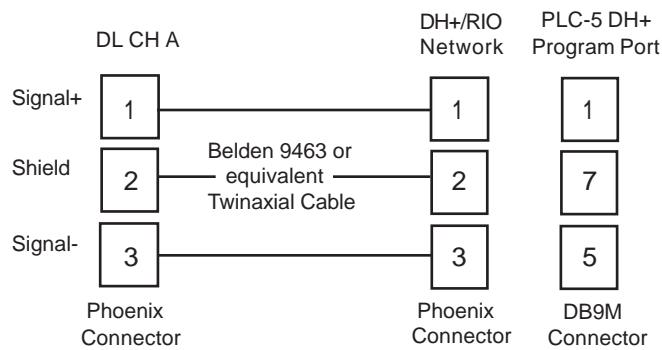 DL CH A
DH+/RIO
Network
PLC-5 DH+
Program Port
Signal+
1
1
1
Shield
2
Belden 9463 or
equivalent
Twinaxial Cable
2
7
Signal-
3
3
5
Phoenix
Connector
Phoenix
Connector
DB9M
Connector